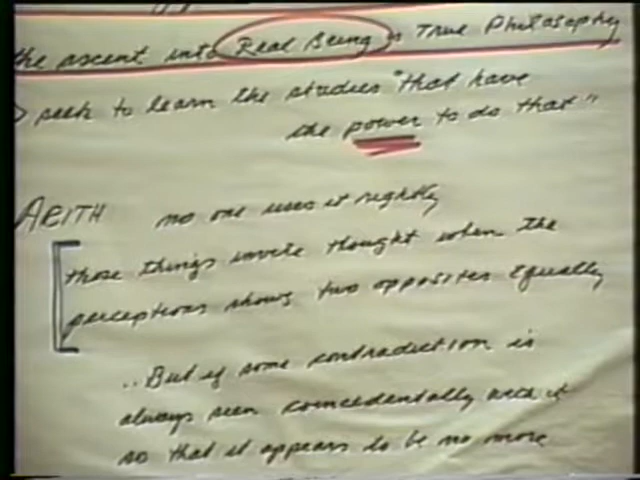 the ascent into Real Being is True Philosophy
> seek to learn the studies "that have
the power to do that"
ARITH no one uses it rightly
those things invite thought when the
perceptions shows two opposites Equally
..But if some contradiction is
always seen coincedentally with it
so that it appears to be no more